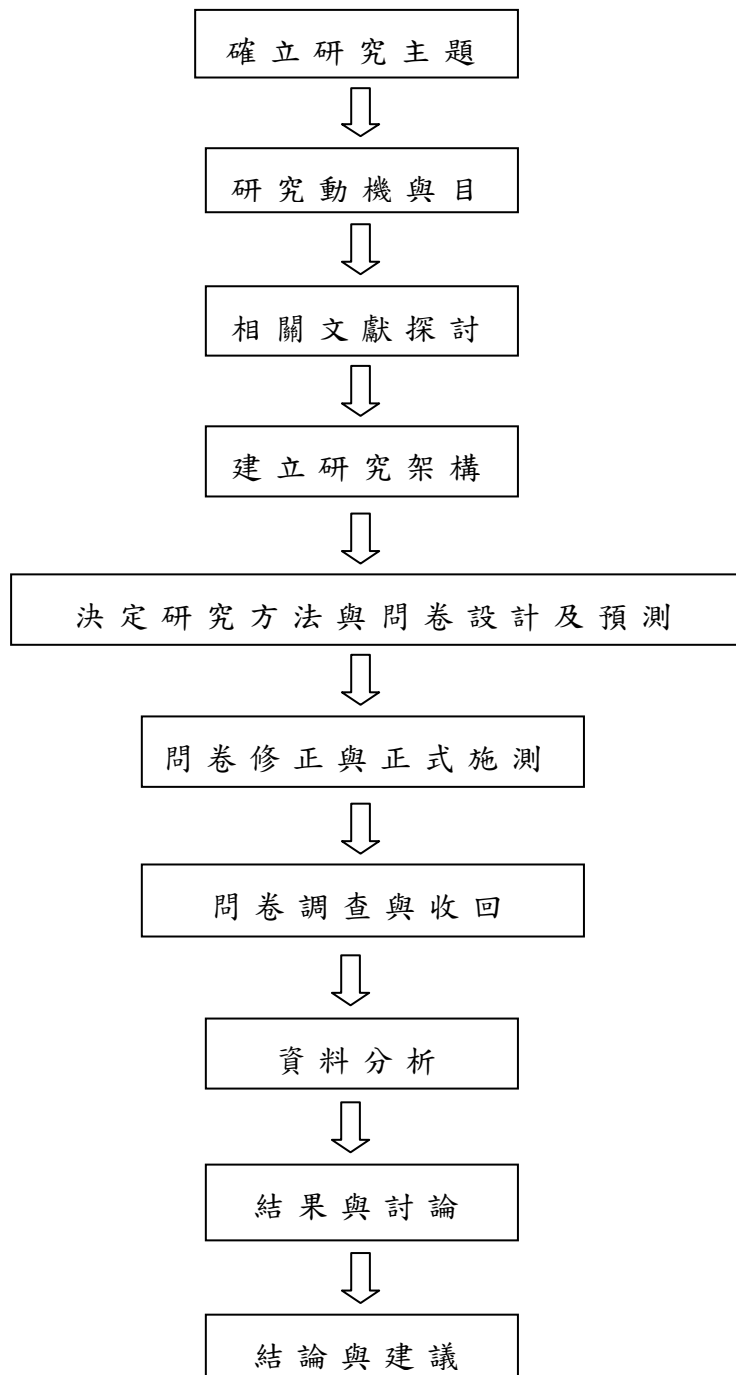 確立研究主題
研究動機與目
相關文獻探討
建立研究架構
決定研究方法與問卷設計及預測
問卷修正與正式施測
問卷調查與收回
資料分析
結果與討論
結論與建議